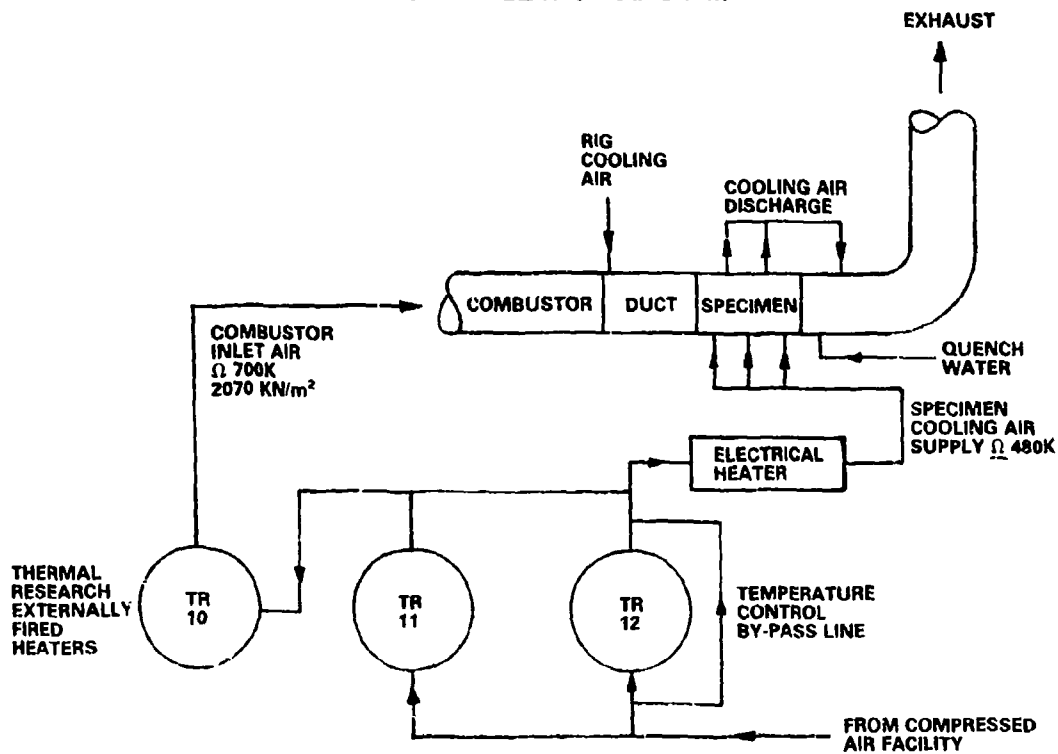 EXHAUST
RIG
COOLING
AIR
COOLING AIR
DISCHARGE
COMBUSTOR
DUCT
SPECIMEN
COMBUSTOR
INLET AIR
Ω 700K
2070 KN/m²
QUENCH
WATER
SPECIMEN
COOLING AIR
SUPPLY Ω 480K
ELECTRICAL
HEATER
THERMAL
RESEARCH
EXTERNALLY
FIRED
HEATERS
TR
10
TR
11
TR
12
TEMPERATURE
CONTROL
BY-PASS LINE
FROM COMPRESSED
AIR FACILITY